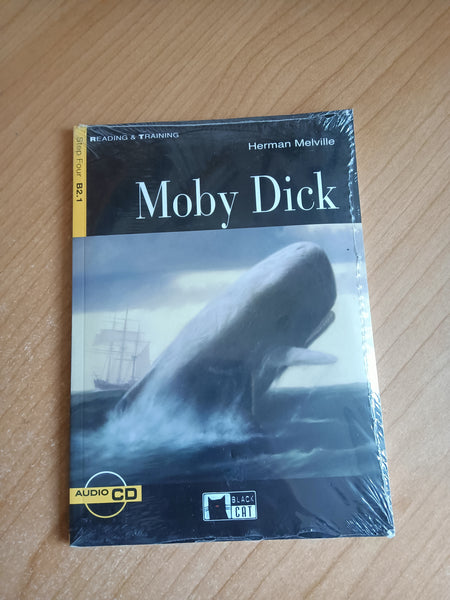 READING & TRAINING
Step Four B2.1
Herman Melville
Moby Dick
AUDIO CD
BLACK
CAT